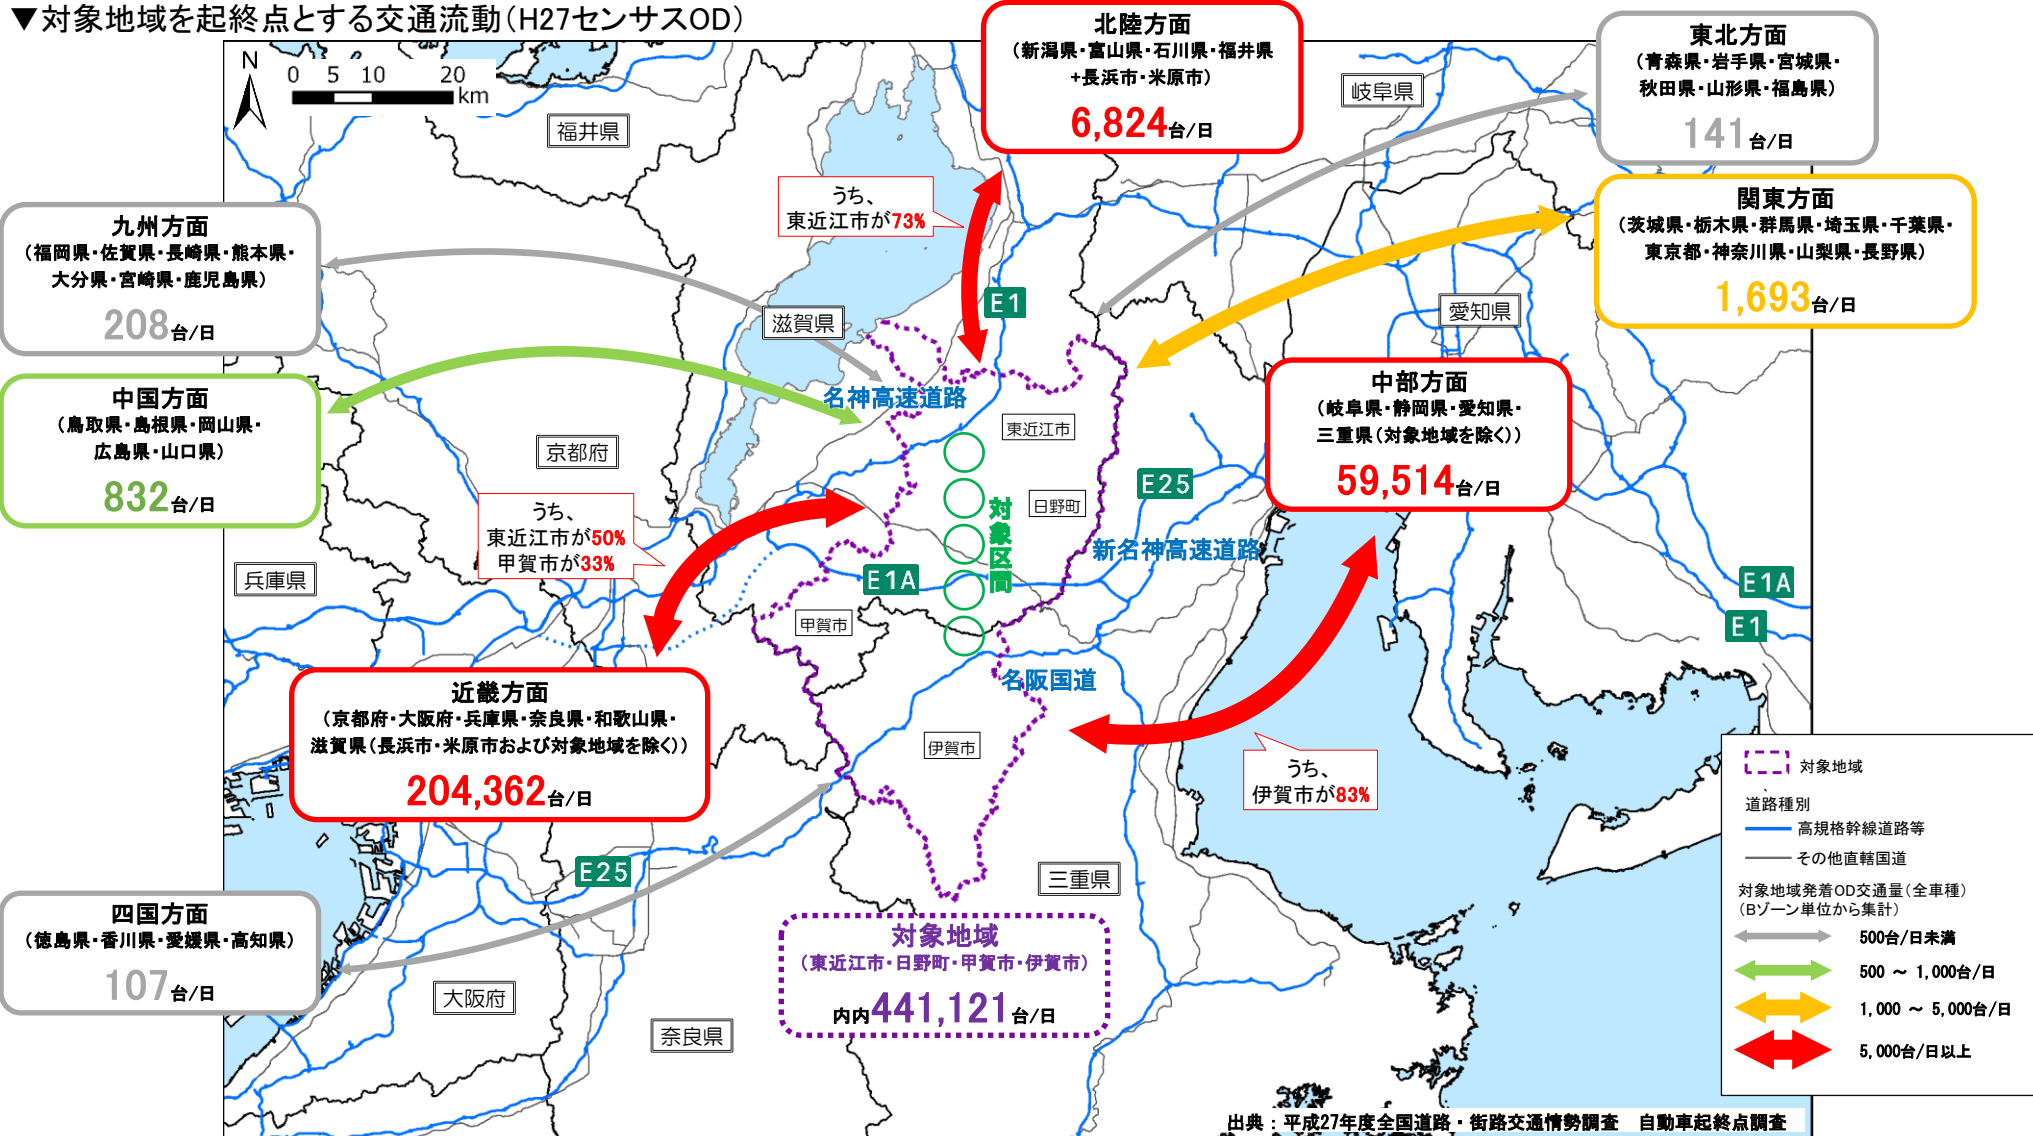 ▼対象地域を起終点とする交通流動(H27センサスOD)
N
0 5 10 20
km
北陸方面
(新潟県・富山県・石川県・福井県
+長浜市・米原市)
6,824台/日
東北方面
(青森県・岩手県・宮城県・
秋田県・山形県・福島県)
141台/日
岐阜県
福井県
うち、
東近江市が73%
関東方面
(茨城県・栃木県・群馬県・埼玉県・千葉県・
東京都・神奈川県・山梨県・長野県)
1,693台/日
九州方面
(福岡県・佐賀県・長崎県・熊本県・
大分県・宮崎県・鹿児島県)
208台/日
E1
滋賀県
愛知県
中国方面
(鳥取県・島根県・岡山県・
広島県・山口県)
832台/日
名神高速道路
中部方面
(岐阜県・静岡県・愛知県・
三重県(対象地域を除く))
59,514台/日
東近江市
京都府
E25
日野町
対象区間
うち、
東近江市が50%
甲賀市が33%
新名神高速道路
兵庫県
E1A
E1A
甲賀市
E1
名阪国道
近畿方面
(京都府・大阪府・兵庫県・奈良県・和歌山県・
滋賀県(長浜市・米原市および対象地域を除く))
204,362台/日
伊賀市
うち、
伊賀市が83%
E25
三重県
四国方面
(徳島県・香川県・愛媛県・高知県)
107台/日
大阪府
奈良県
対象地域
(東近江市・日野町・甲賀市・伊賀市)
内内441,121台/日
対象地域
道路種別
高規格幹線道路等
その他直轄国道
対象地域発着OD交通量(全車種)
(Bゾーン単位から集計)
500台/日未満
500 ~ 1,000台/日
1,000 ~ 5,000台/日
5,000台/日以上
出典:平成27年度全国道路・街路交通情勢調査 自動車起終点調査